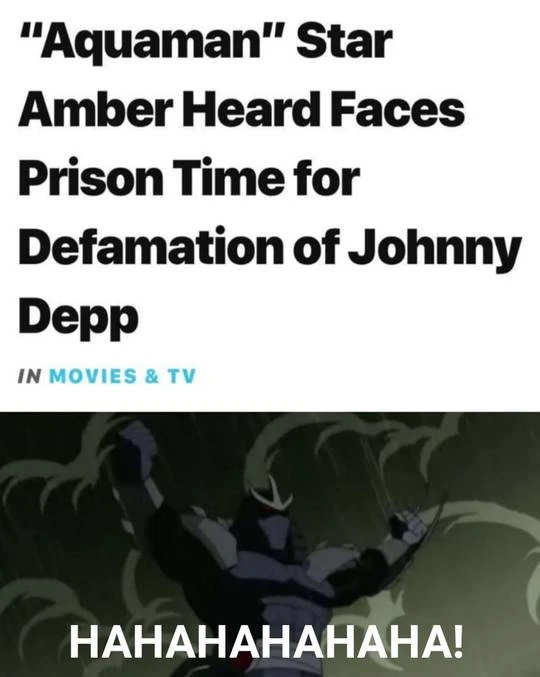 "Aquaman" Star
Amber Heard Faces
Prison Time for
Defamation of Johnny
Depp
IN MOVIES & TV
HAHAHAHAHAHA!